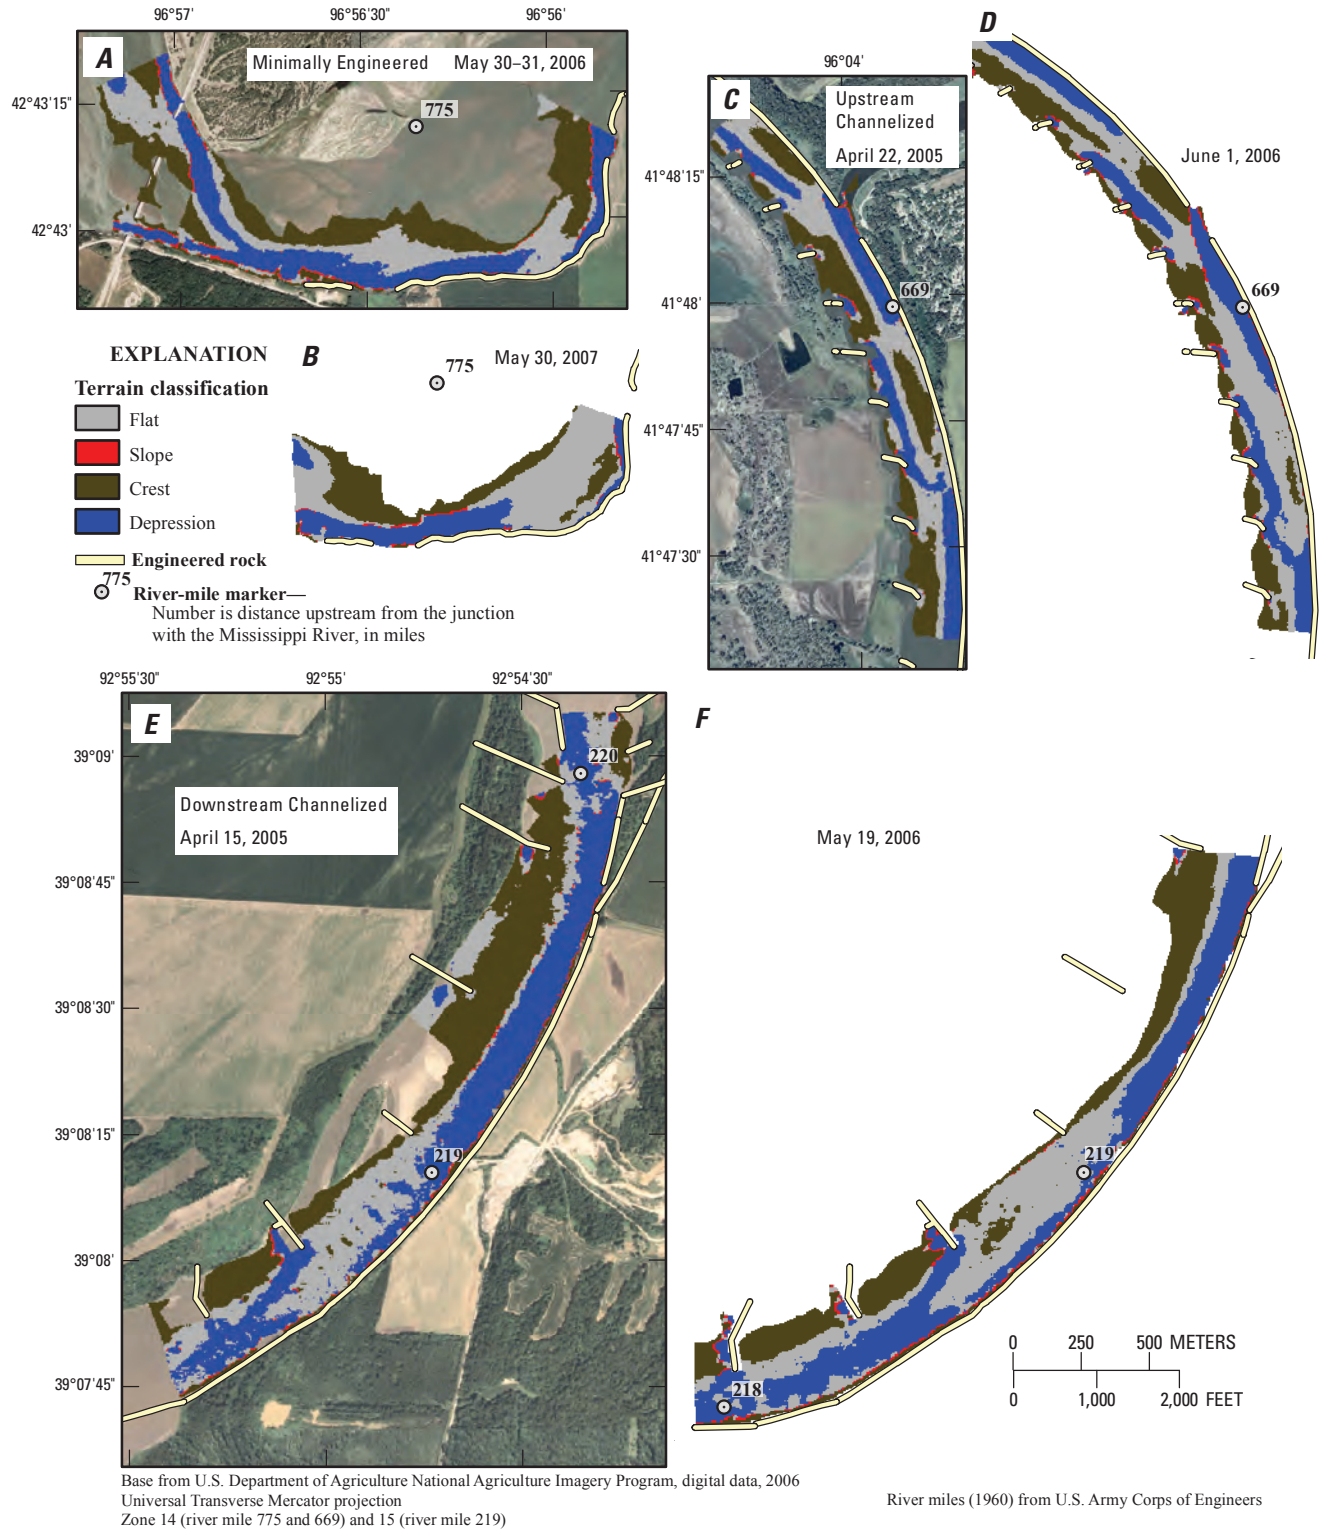 96°57'
96°56'30"
96°56'
A
Minimally Engineered May 30–31, 2006
42°43'15"
42°43'
775
D
June 1, 2006
669
96°04'
C
Upstream
Channelized
April 22, 2005
41°48'15"
41°48'
41°47'45"
41°47'30"
669
EXPLANATION
Terrain classification
Flat
Slope
Crest
Depression
Engineered rock
775
River-mile marker—
Number is distance upstream from the junction
with the Mississippi River, in miles
B
May 30, 2007
775
92°55'30"
92°55'
92°54'30"
E
Downstream Channelized
April 15, 2005
39°09'
39°08'45"
39°08'30"
39°08'15"
39°08'
39°07'45"
220
219
F
May 19, 2006
219
218
0 250 500 METERS
0 1,000 2,000 FEET
Base from U.S. Department of Agriculture National Agriculture Imagery Program, digital data, 2006
Universal Transverse Mercator projection
Zone 14 (river mile 775 and 669) and 15 (river mile 219)
River miles (1960) from U.S. Army Corps of Engineers